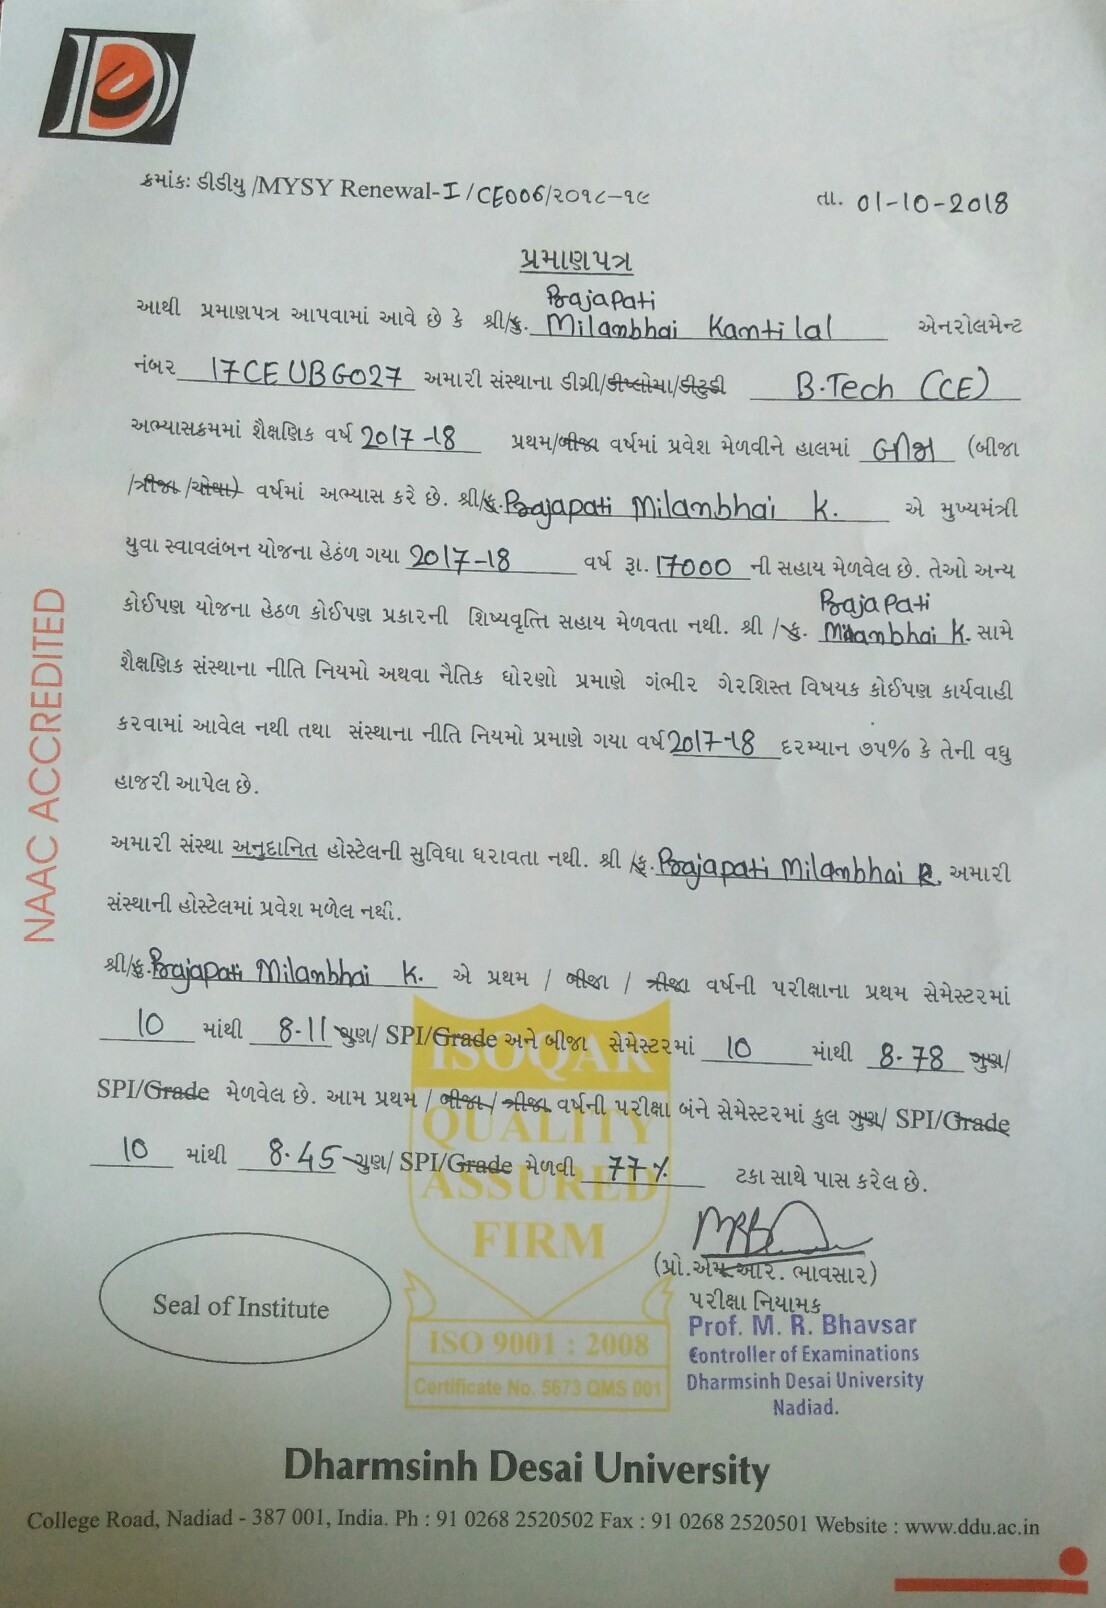 ક્રમાંક: ડીડીયુ /MYSY Renewal-I/CE006/૨૦૧૮-૧૯
તા. 01-10-2018
પ્રમાણપત્ર
Prajapati
આથી પ્રમાણપત્ર આપવામાં આવે છે કે શ્રી/કુ. Milanbhai Kantilal એનરોલમેન્ટ
નંબર 17CEUBG027 અમારી સંસ્થાના ડીગ્રી/ડીપ્લોમા/ડીટુડી B.Tech (CE)
અભ્યાસક્રમમાં શૈક્ષણિક વર્ષ 2017-18 પ્રથમ/બીજા વર્ષમાં પ્રવેશ મેળવીને હાલમાં બીજા (બીજા
/ત્રીજા /ચોથા) વર્ષમાં અભ્યાસ કરે છે. શ્રી/કુ. Prajapati Milanbhai K. એ મુખ્યમંત્રી
યુવા સ્વાવલંબન યોજના હેઠળ ગયા 2017-18 વર્ષ રૂા. 17000 ની સહાય મેળવેલ છે. તેઓ અન્ય
Prajapati
કોઈપણ યોજના હેઠળ કોઈપણ પ્રકારની શિષ્યવૃત્તિ સહાય મેળવતા નથી. શ્રી /કુ. Milanbhai K. સામે
શૈક્ષણિક સંસ્થાના નીતિ નિયમો અથવા નૈતિક ધોરણો પ્રમાણે ગંભીર ગેરશિસ્ત વિષયક કોઈપણ કાર્યવાહી
કરવામાં આવેલ નથી તથા સંસ્થાના નીતિ નિયમો પ્રમાણે ગયા વર્ષ 2017-18 દરમ્યાન ૭૫% કે તેની વધુ
હાજરી આપેલ છે.
અમારી સંસ્થા અનુદાનિત હોસ્ટેલની સુવિધા ધરાવતા નથી. શ્રી /કુ. Prajapati Milanbhai K. અમારી
સંસ્થાની હોસ્ટેલમાં પ્રવેશ મળેલ નથી.
શ્રી/કુ. Prajapati Milanbhai K. એ પ્રથમ / બીજા / ત્રીજા વર્ષની પરીક્ષાના પ્રથમ સેમેસ્ટરમાં
10 માંથી 8.11 ગુણ/ SPI/Grade અને બીજા સેમેસ્ટરમાં 10 માંથી 8.78 ગુણ/
SPI/Grade મેળવેલ છે. આમ પ્રથમ / બીજા / ત્રીજા વર્ષની પરીક્ષા બંને સેમેસ્ટરમાં કુલ ગુણ/ SPI/Grade
10 માંથી 8.45 ગુણ/ SPI/Grade મેળવી 77% ટકા સાથે પાસ કરેલ છે.
(પ્રો.એમ.આર. ભાવસાર)
પરીક્ષા નિયામક
Prof. M. R. Bhavsar
Controller of Examinations
Dharmsinh Desai University
Nadiad.
Seal of Institute
ISOQAR
QUALITY
ASSURED
FIRM
ISO 9001 : 2008
Certificate No. 5673 QMS 001
NAAC ACCREDITED
Dharmsinh Desai University
College Road, Nadiad - 387 001, India. Ph : 91 0268 2520502 Fax : 91 0268 2520501 Website : www.ddu.ac.in